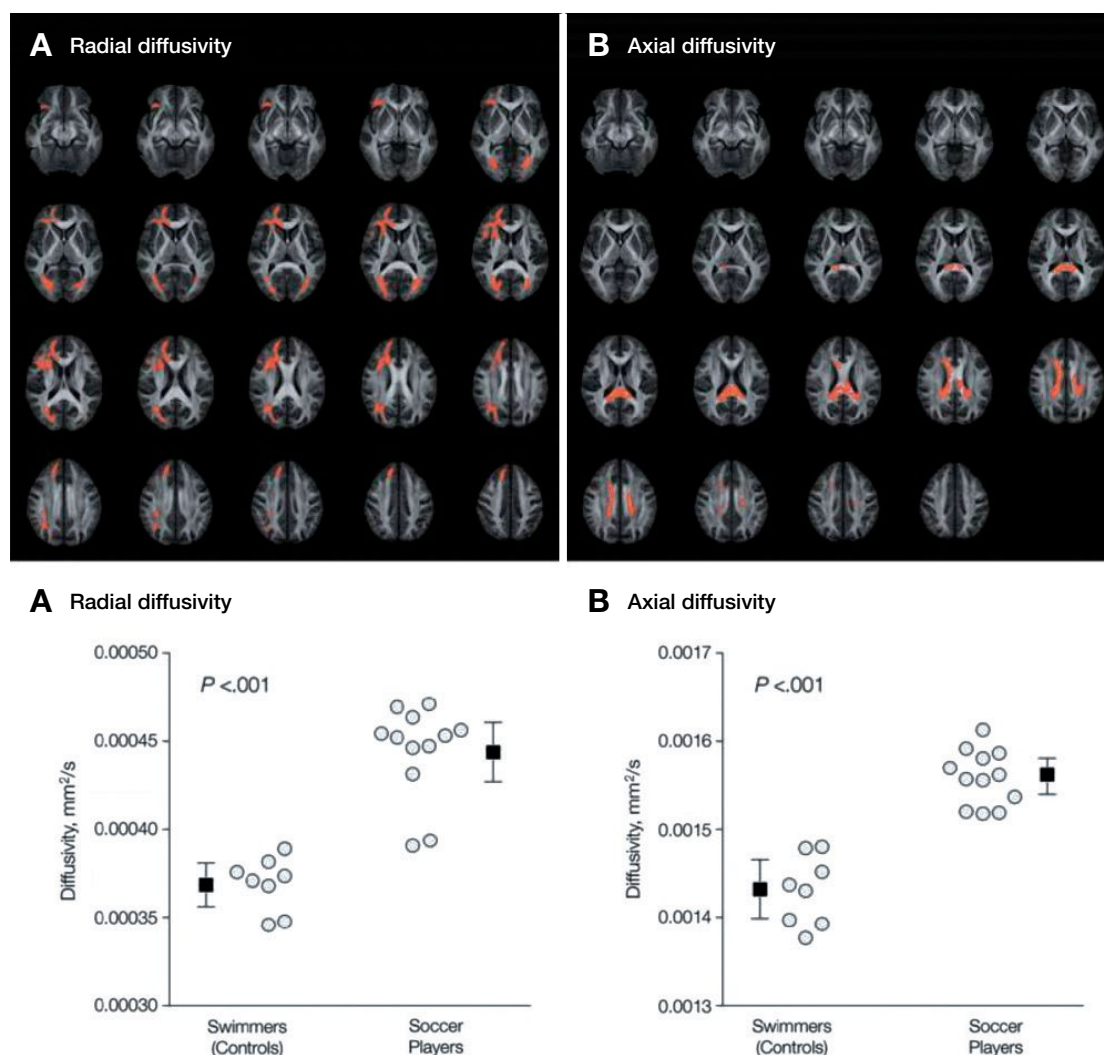 A Radial diffusivity
B Axial diffusivity
A Radial diffusivity
0.00050
0.00045
0.00040
0.00035
0.00030
Diffusivity, mm²/s
P <.001
Swimmers
(Controls)
Soccer
Players
B Axial diffusivity
0.0017
0.0016
0.0015
0.0014
0.0013
Diffusivity, mm²/s
P <.001
Swimmers
(Controls)
Soccer
Players